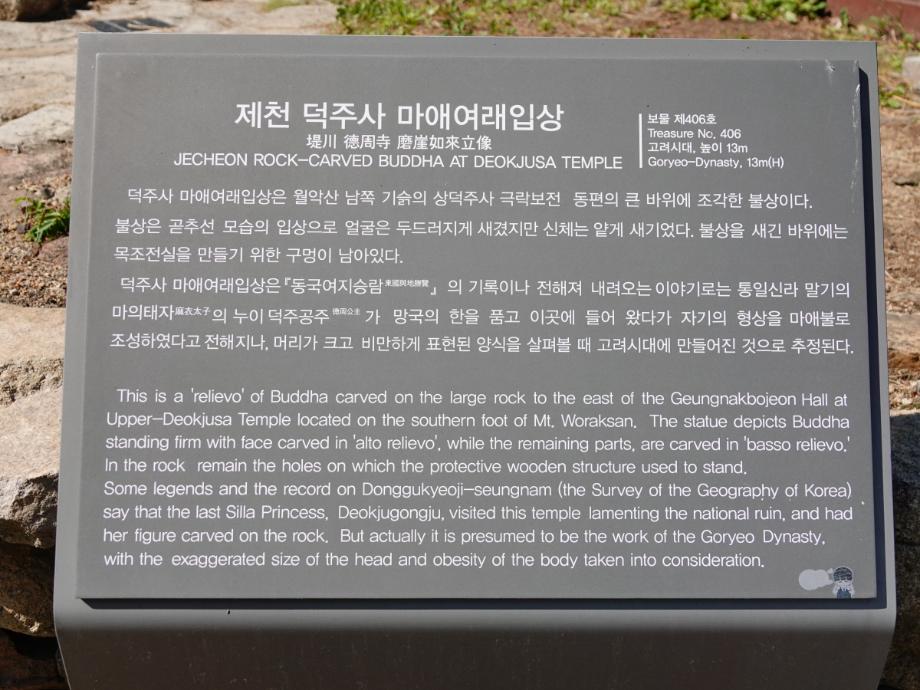 제천 덕주사 마애여래입상
堤川 德周寺 磨崖如來立像
JECHEON ROCK-CARVED BUDDHA AT DEOKJUSA TEMPLE
보물 제406호
Treasure No. 406
고려시대, 높이 13m
Goryeo-Dynasty, 13m(H)
덕주사 마애여래입상은 월악산 남쪽 기슭의 상덕주사 극락보전 동편의 큰 바위에 조각한 불상이다.
불상은 곧추선 모습의 입상으로 얼굴은 두드러지게 새겼지만 신체는 얕게 새기었다. 불상을 새긴 바위에는
목조전실을 만들기 위한 구멍이 남아있다.
덕주사 마애여래입상은『동국여지승람東國輿地勝覽』의 기록이나 전해져 내려오는 이야기로는 통일신라 말기의
마의태자麻衣太子의 누이 덕주공주德周公主가 망국의 한을 품고 이곳에 들어 왔다가 자기의 형상을 마애불로
조성하였다고 전해지나, 머리가 크고 비만하게 표현된 양식을 살펴볼 때 고려시대에 만들어진 것으로 추정된다.
This is a 'relievo' of Buddha carved on the large rock to the east of the Geungnakbojeon Hall at
Upper-Deokjusa Temple located on the southern foot of Mt. Woraksan. The statue depicts Buddha
standing firm with face carved in 'alto relievo', while the remaining parts, are carved in 'basso relievo.'
In the rock remain the holes on which the protective wooden structure used to stand.
Some legends and the record on Donggukyeoji-seungnam (the Survey of the Geography of Korea)
say that the last Silla Princess, Deokjugongju, visited this temple lamenting the national ruin, and had
her figure carved on the rock. But actually it is presumed to be the work of the Goryeo Dynasty,
with the exaggerated size of the head and obesity of the body taken into consideration.